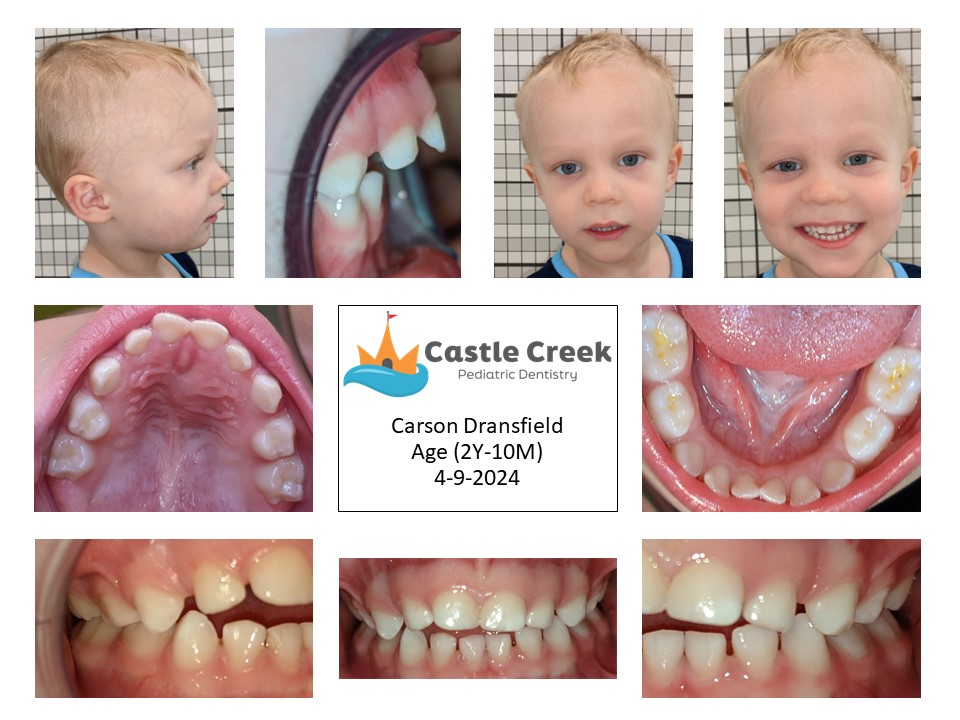 Castle Creek
Pediatric Dentistry
Carson Dransfield
Age (2Y-10M)
4-9-2024